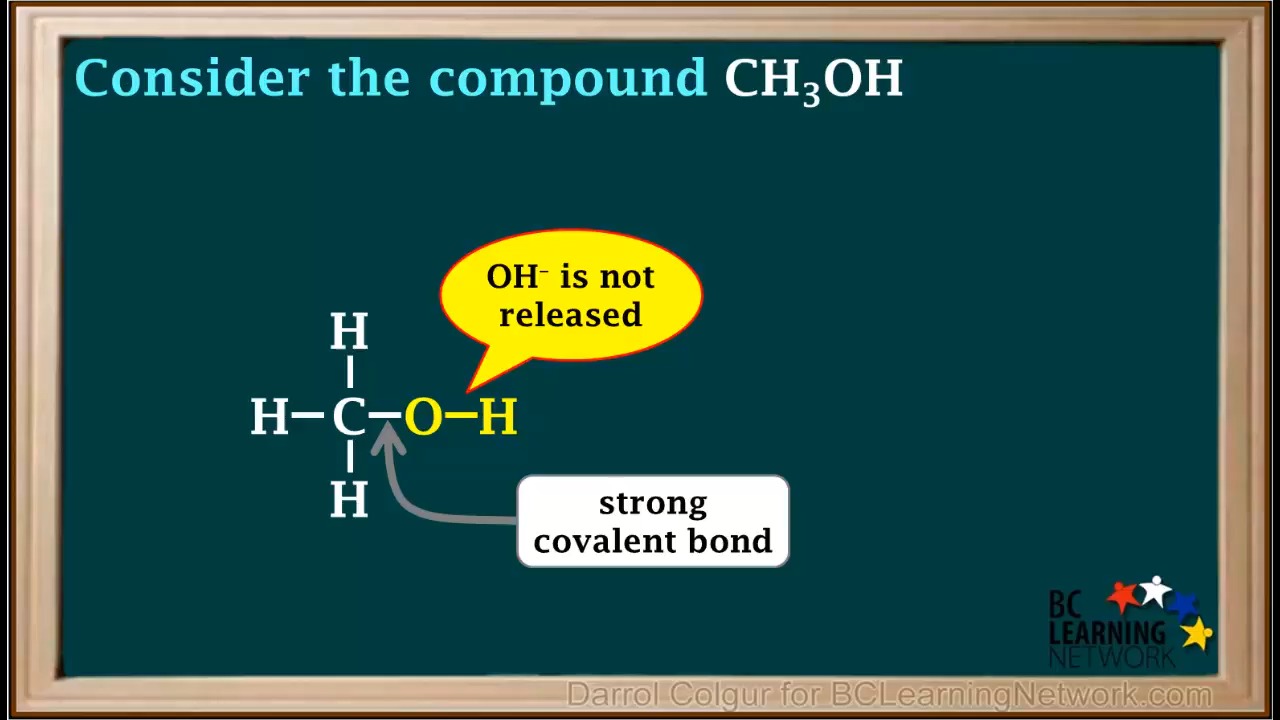 Consider the compound CH₃OH
OH⁻ is not
released
H
H–C–O–H
H
strong
covalent bond
BC
LEARNING
NETWORK
Darrol Colgur for BCLearningNetwork.com